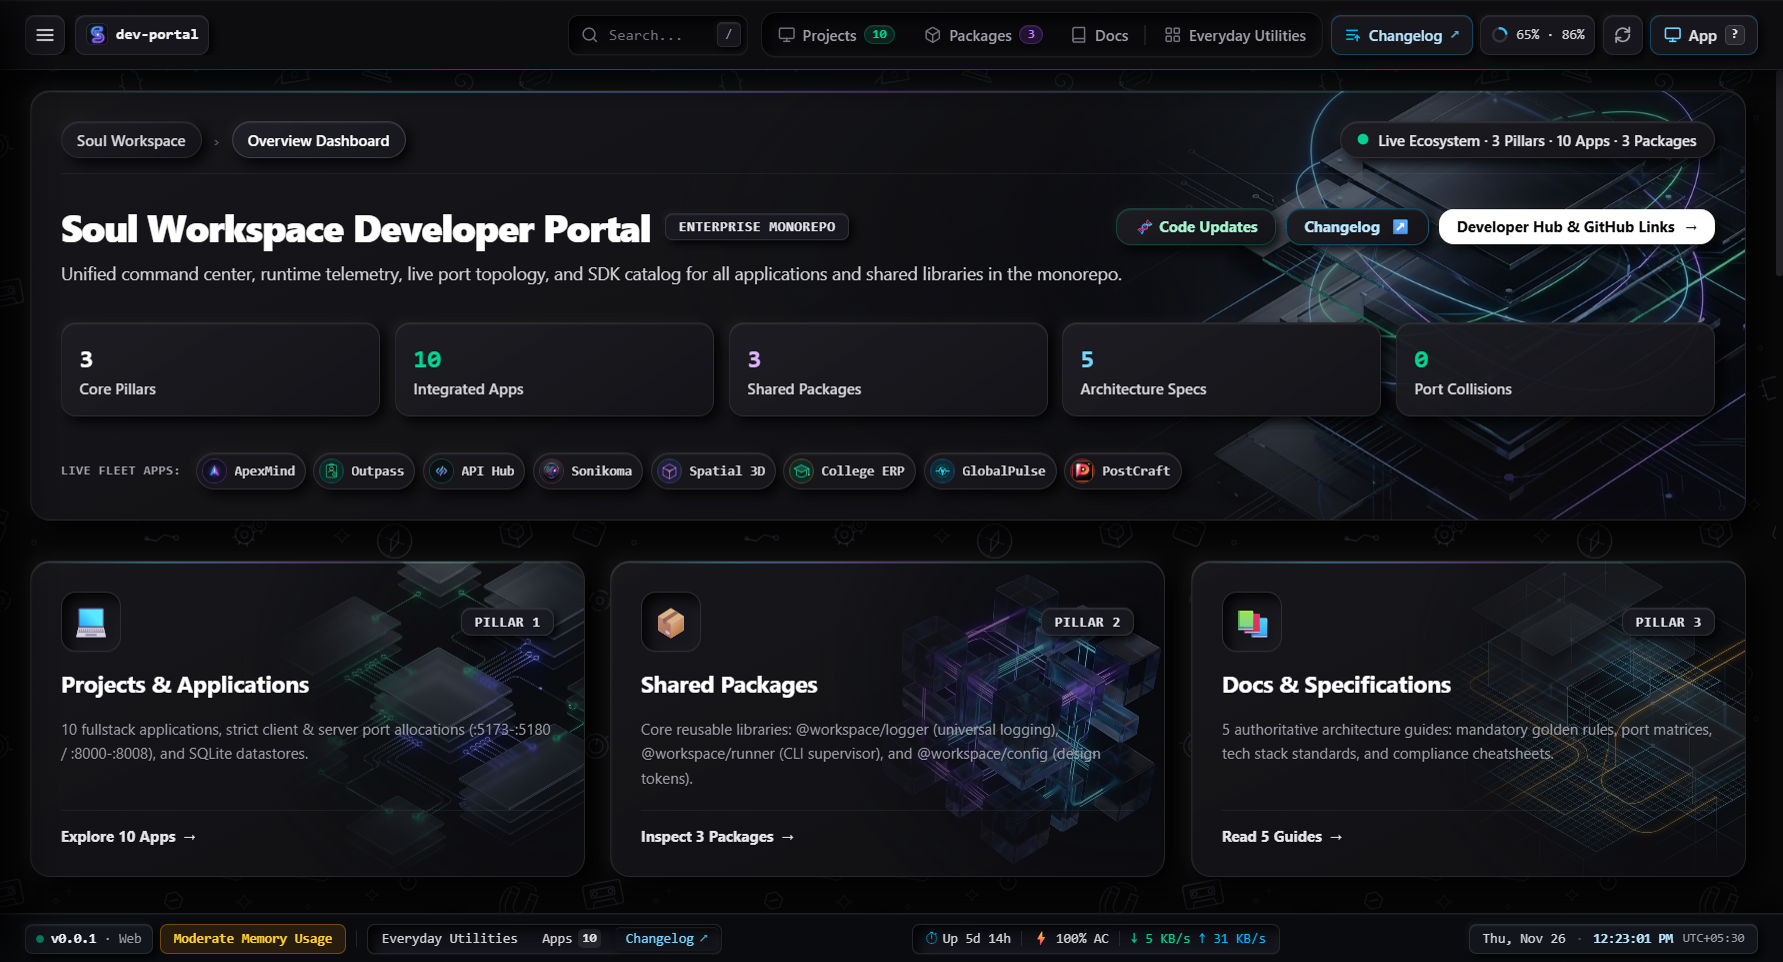 dev-portal
Search... /
Projects 10 Packages 3 Docs Everyday Utilities
Changelog ↗
65% · 86%
App ?
Soul Workspace › Overview Dashboard
Live Ecosystem · 3 Pillars · 10 Apps · 3 Packages
Soul Workspace Developer Portal ENTERPRISE MONOREPO
Code Updates Changelog ↗ Developer Hub & GitHub Links →
Unified command center, runtime telemetry, live port topology, and SDK catalog for all applications and shared libraries in the monorepo.
3
Core Pillars
10
Integrated Apps
3
Shared Packages
5
Architecture Specs
0
Port Collisions
LIVE FLEET APPS: ApexMind Outpass API Hub Sonikoma Spatial 3D College ERP GlobalPulse PostCraft
PILLAR 1
Projects & Applications
10 fullstack applications, strict client & server port allocations (:5173-:5180
/ :8000-:8008), and SQLite datastores.
Explore 10 Apps →
PILLAR 2
Shared Packages
Core reusable libraries: @workspace/logger (universal logging),
@workspace/runner (CLI supervisor), and @workspace/config (design
tokens).
Inspect 3 Packages →
PILLAR 3
Docs & Specifications
5 authoritative architecture guides: mandatory golden rules, port matrices,
tech stack standards, and compliance cheatsheets.
Read 5 Guides →
v0.0.1 · Web
Moderate Memory Usage
Everyday Utilities Apps 10 Changelog ↗
Up 5d 14h 100% AC ↓ 5 KB/s ↑ 31 KB/s
Thu, Nov 26 · 12:23:01 PM UTC+05:30